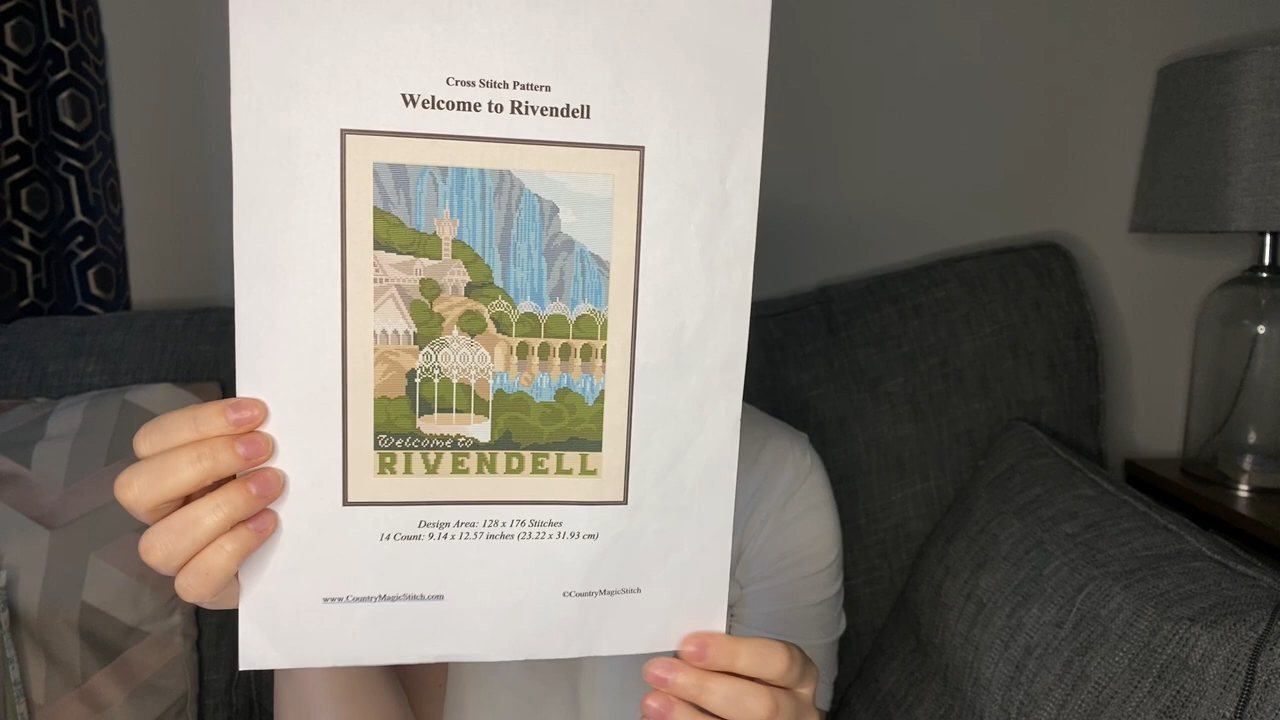 Cross Stitch Pattern
Welcome to Rivendell
Welcome to
RIVENDELL
Design Area: 128 x 176 Stitches
14 Count: 9.14 x 12.57 inches (23.22 x 31.93 cm)
www.CountryMagicStitch.com ©CountryMagicStitch